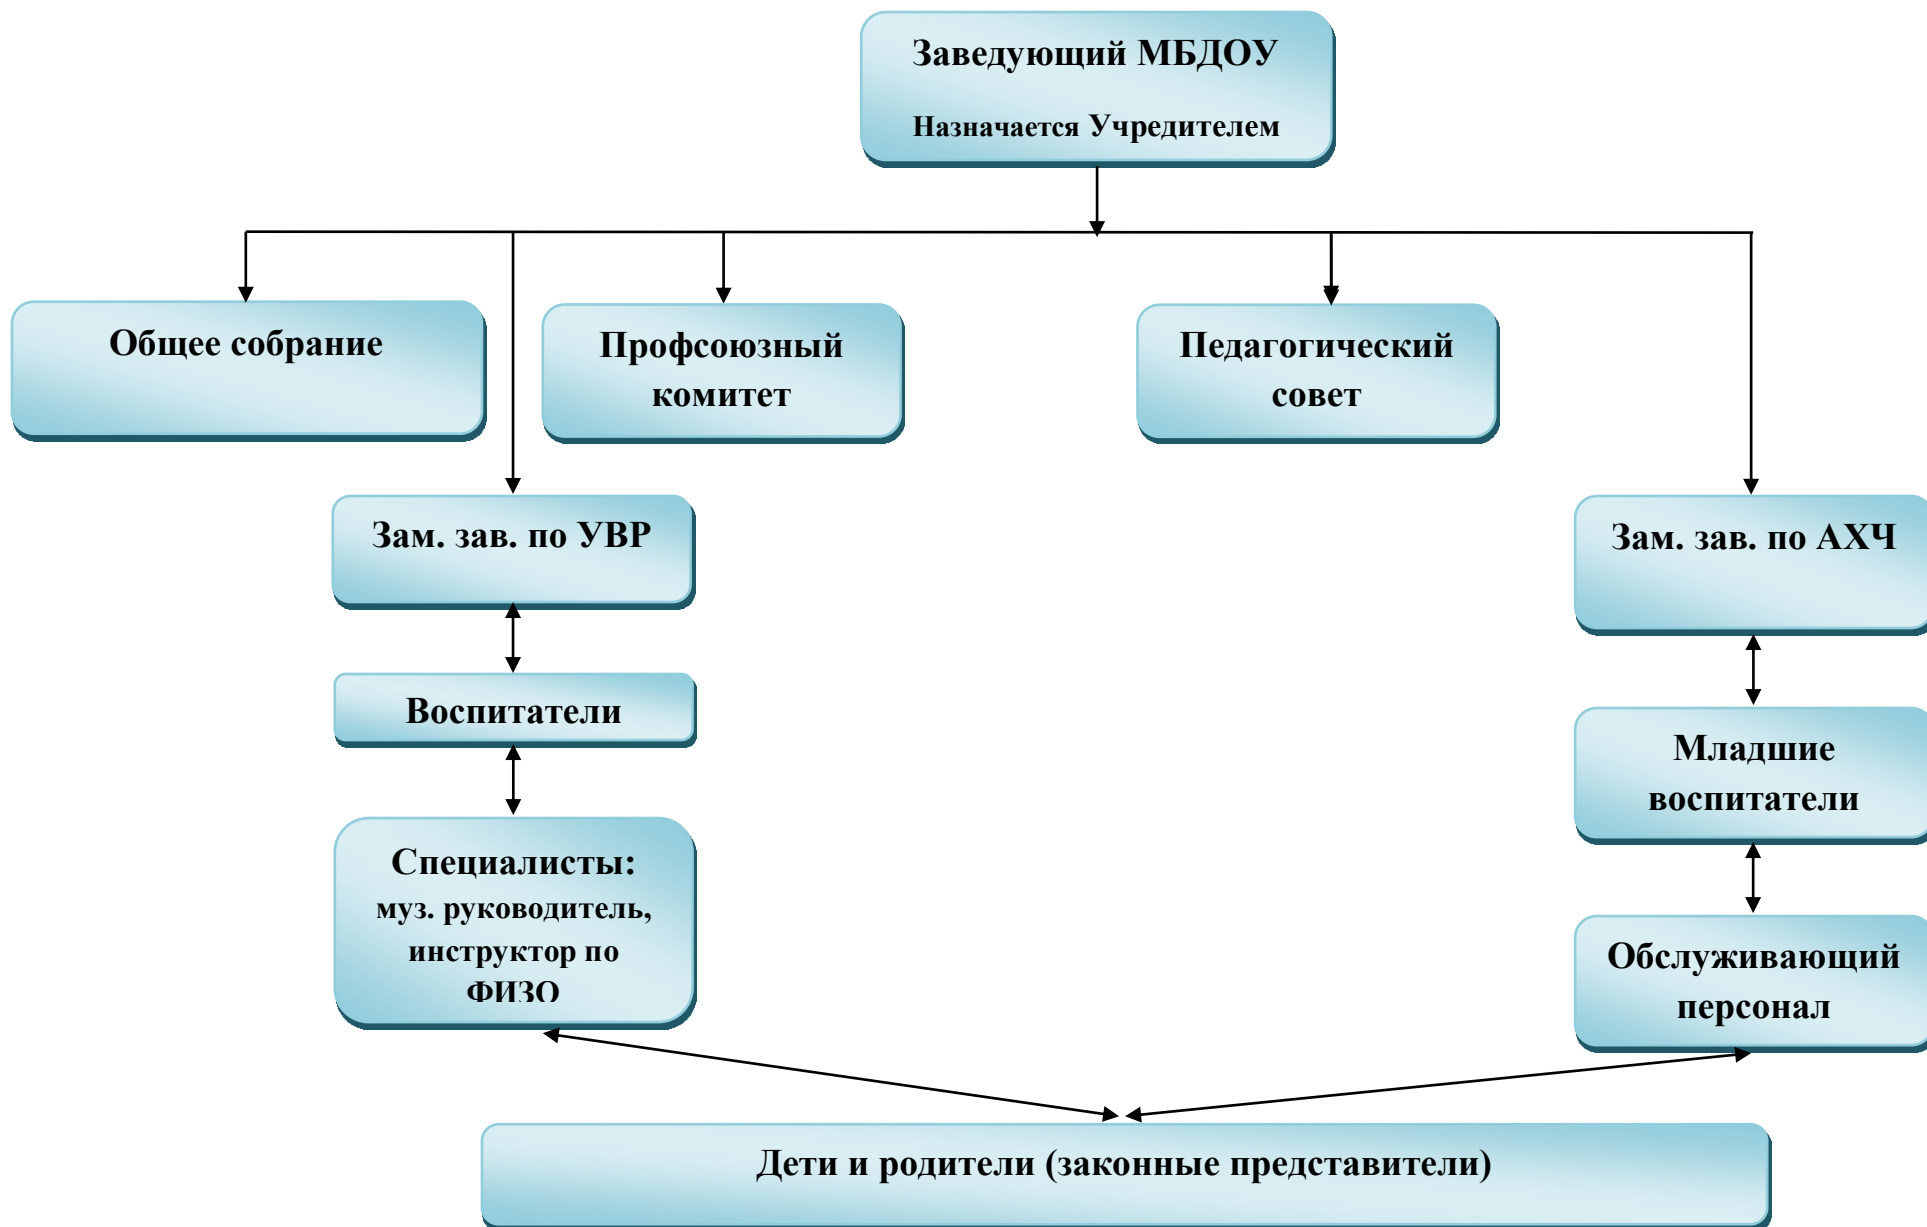 Заведующий МБДОУ
Назначается Учредителем
Общее собрание
Профсоюзный
комитет
Педагогический
совет
Зам. зав. по УВР
Зам. зав. по АХЧ
Воспитатели
Младшие
воспитатели
Специалисты:
муз. руководитель,
инструктор по
ФИЗО
Обслуживающий
персонал
Дети и родители (законные представители)